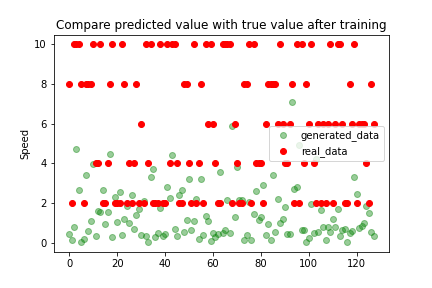 Compare predicted value with true value after training
10
8
6
4
2
0
Speed
generated_data
real_data
0 20 40 60 80 100 120